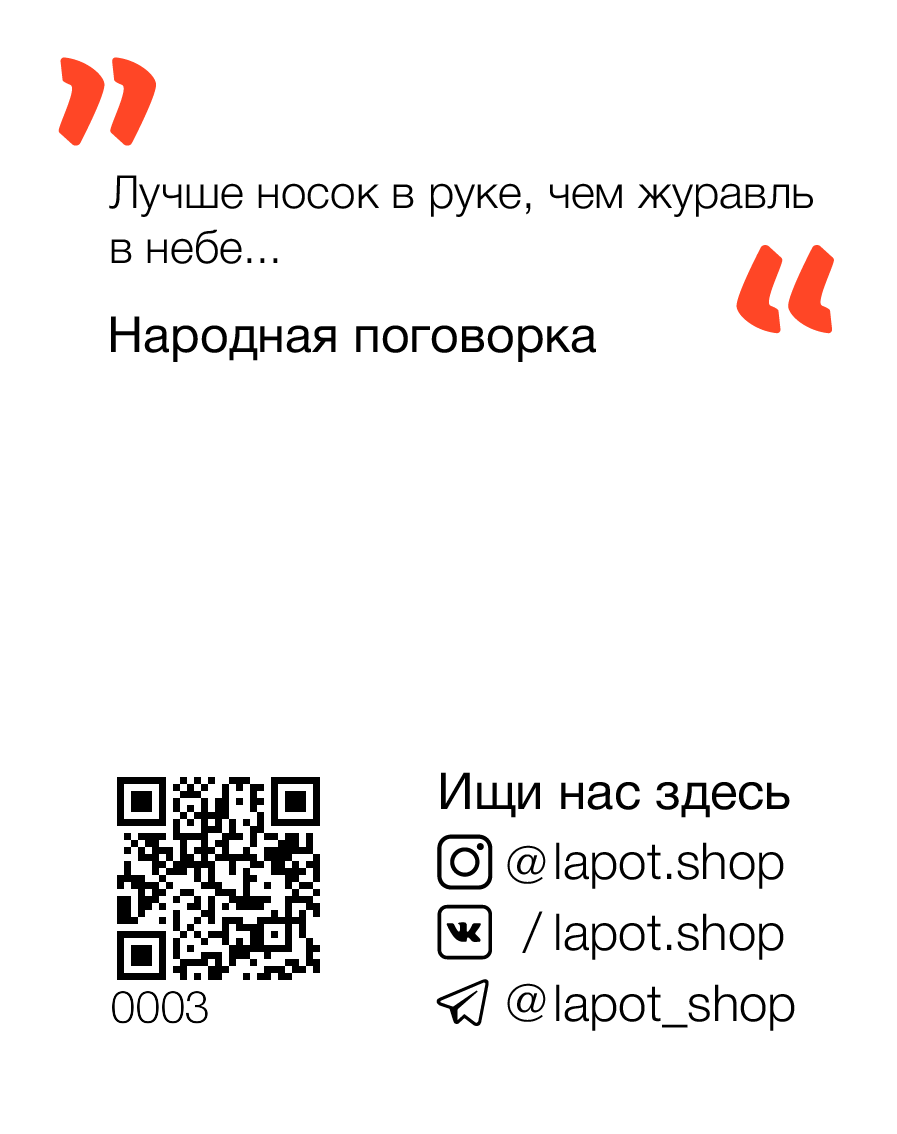 Лучше носок в руке, чем журавль
в небе...
Народная поговорка
Ищи нас здесь
@lapot.shop
/lapot.shop
@lapot_shop
0003